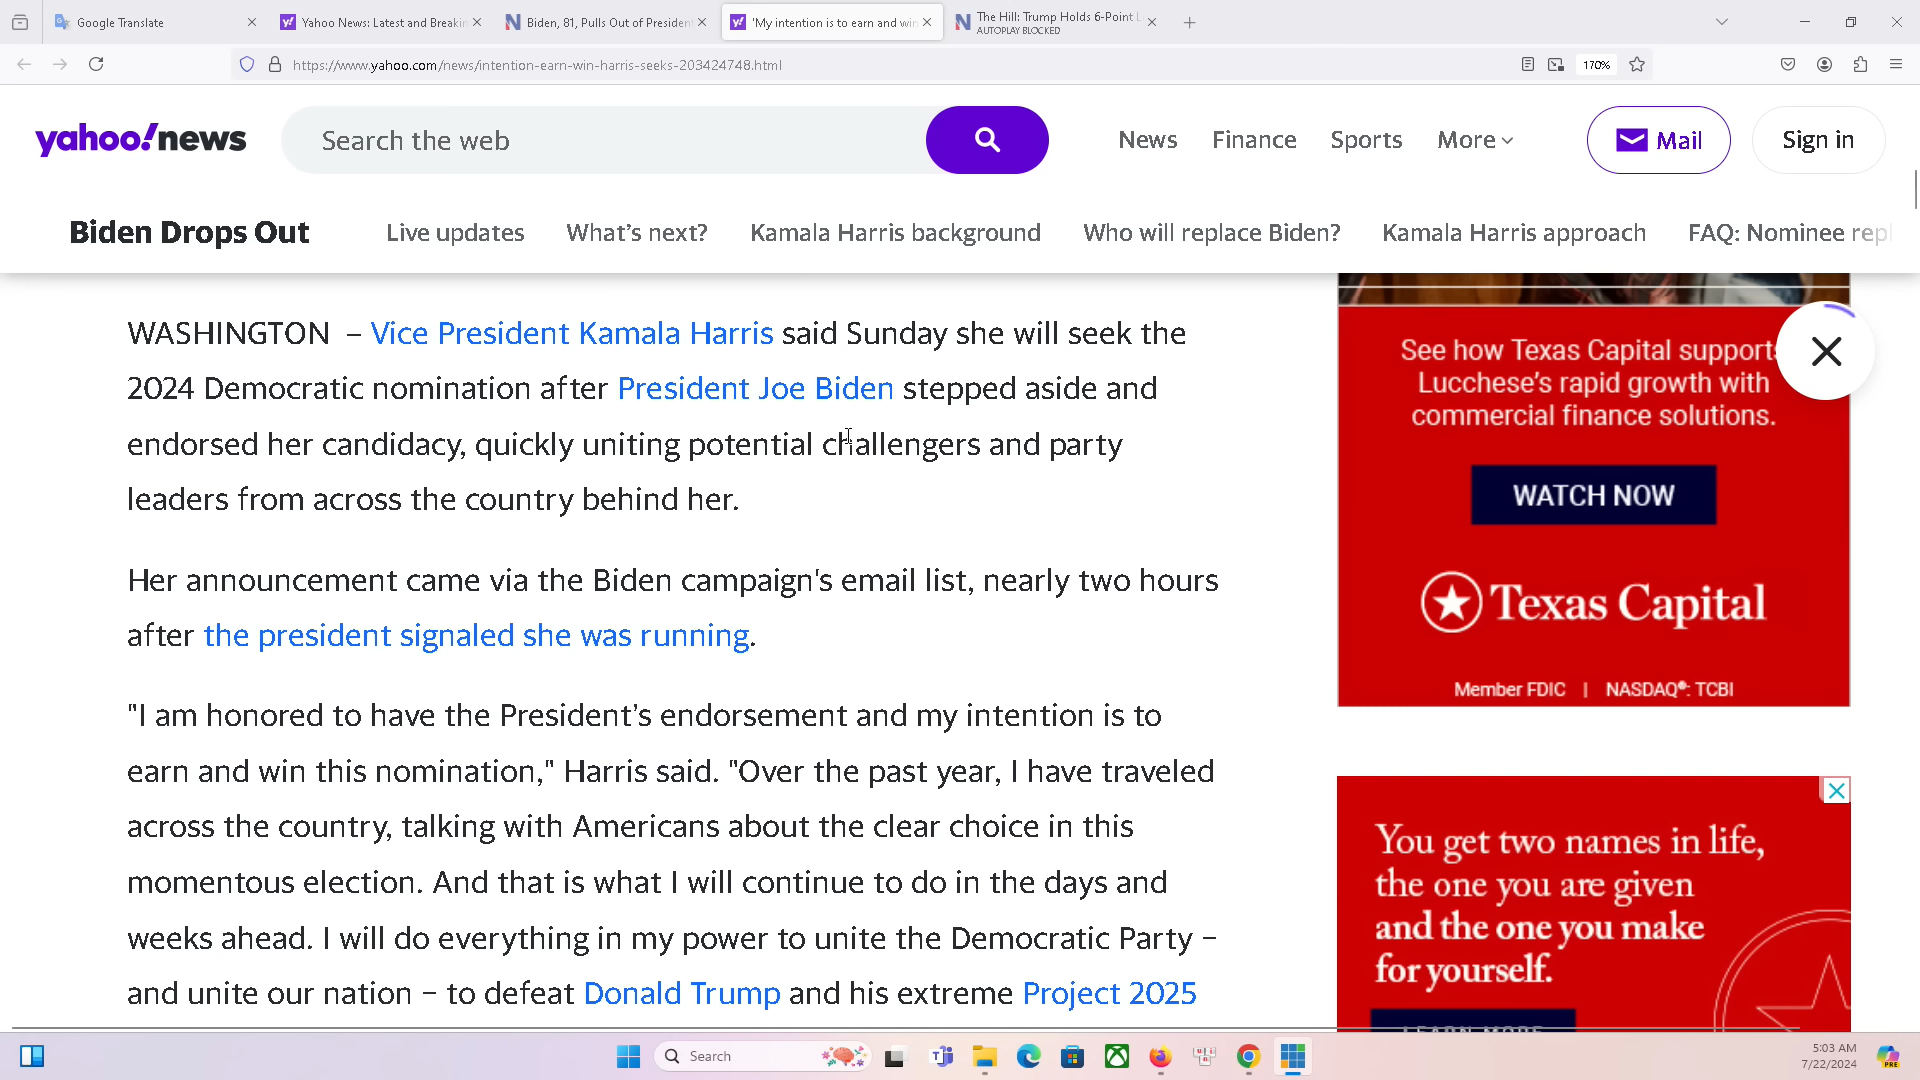 Google Translate
Yahoo News: Latest and Breakin
Biden, 81, Pulls Out of President
'My intention is to earn and win
The Hill: Trump Holds 6-Point L
AUTOPLAY BLOCKED
https://www.yahoo.com/news/intention-earn-win-harris-seeks-203424748.html
170%
yahoo!news
Search the web
News
Finance
Sports
More
Mail
Sign in
Biden Drops Out
Live updates
What's next?
Kamala Harris background
Who will replace Biden?
Kamala Harris approach
FAQ: Nominee repl
WASHINGTON – Vice President Kamala Harris said Sunday she will seek the
2024 Democratic nomination after President Joe Biden stepped aside and
endorsed her candidacy, quickly uniting potential challengers and party
leaders from across the country behind her.
Her announcement came via the Biden campaign's email list, nearly two hours
after the president signaled she was running.
"I am honored to have the President’s endorsement and my intention is to
earn and win this nomination," Harris said. "Over the past year, I have traveled
across the country, talking with Americans about the clear choice in this
momentous election. And that is what I will continue to do in the days and
weeks ahead. I will do everything in my power to unite the Democratic Party –
and unite our nation – to defeat Donald Trump and his extreme Project 2025
See how Texas Capital supports
Lucchese's rapid growth with
commercial finance solutions.
WATCH NOW
Texas Capital
Member FDIC | NASDAQ®: TCBI
You get two names in life,
the one you are given
and the one you make
for yourself.
LEARN MORE
Search
5:03 AM
7/22/2024
PRE